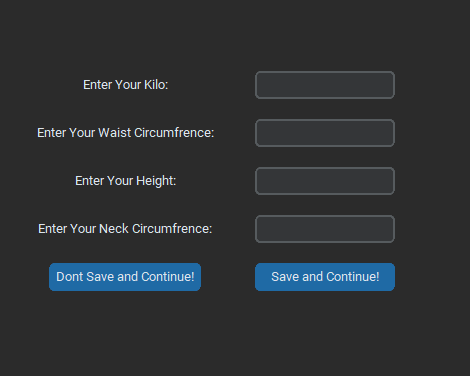 Enter Your Kilo:
Enter Your Waist Circumfrence:
Enter Your Height:
Enter Your Neck Circumfrence:
Dont Save and Continue!
Save and Continue!